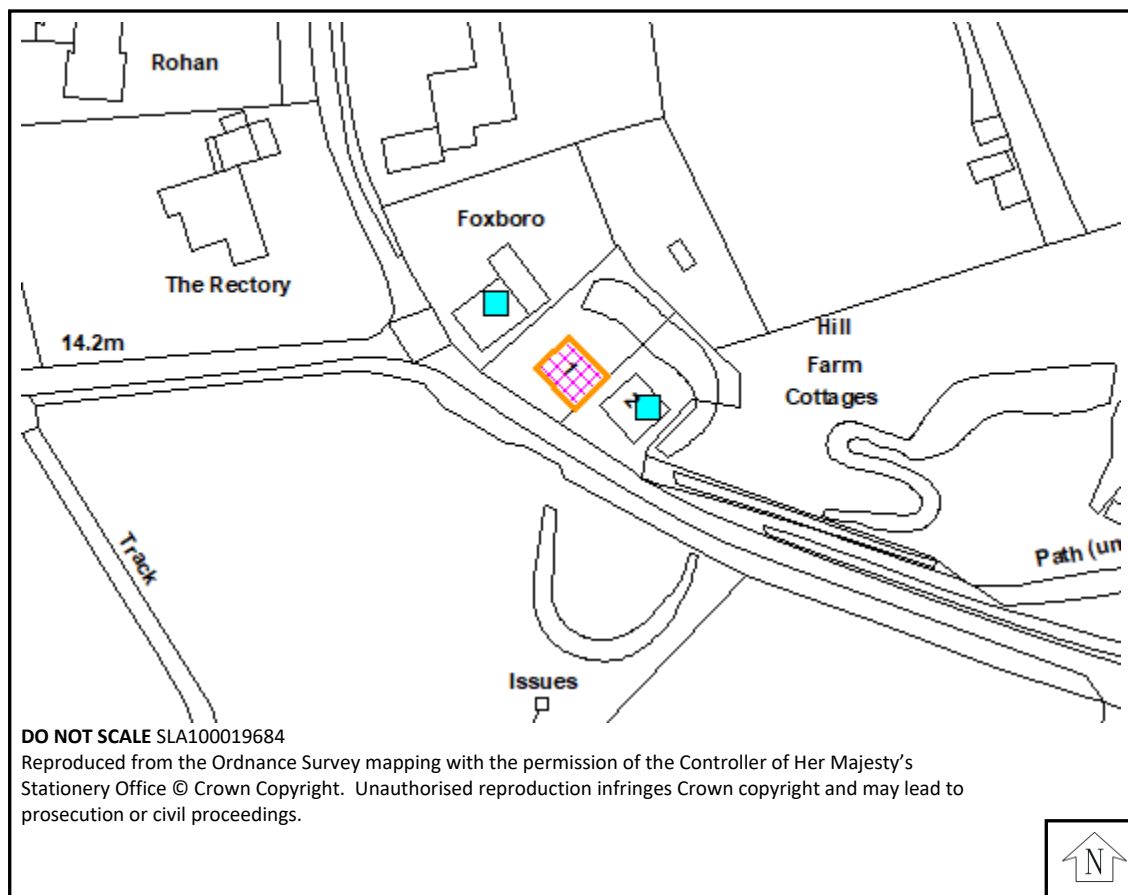 Rohan
Foxboro
The Rectory
14.2m
Hill
Farm
Cottages
1
2
Track
Path (un
Issues
DO NOT SCALE SLA100019684
Reproduced from the Ordnance Survey mapping with the permission of the Controller of Her Majesty’s
Stationery Office © Crown Copyright.  Unauthorised reproduction infringes Crown copyright and may lead to
prosecution or civil proceedings.
N